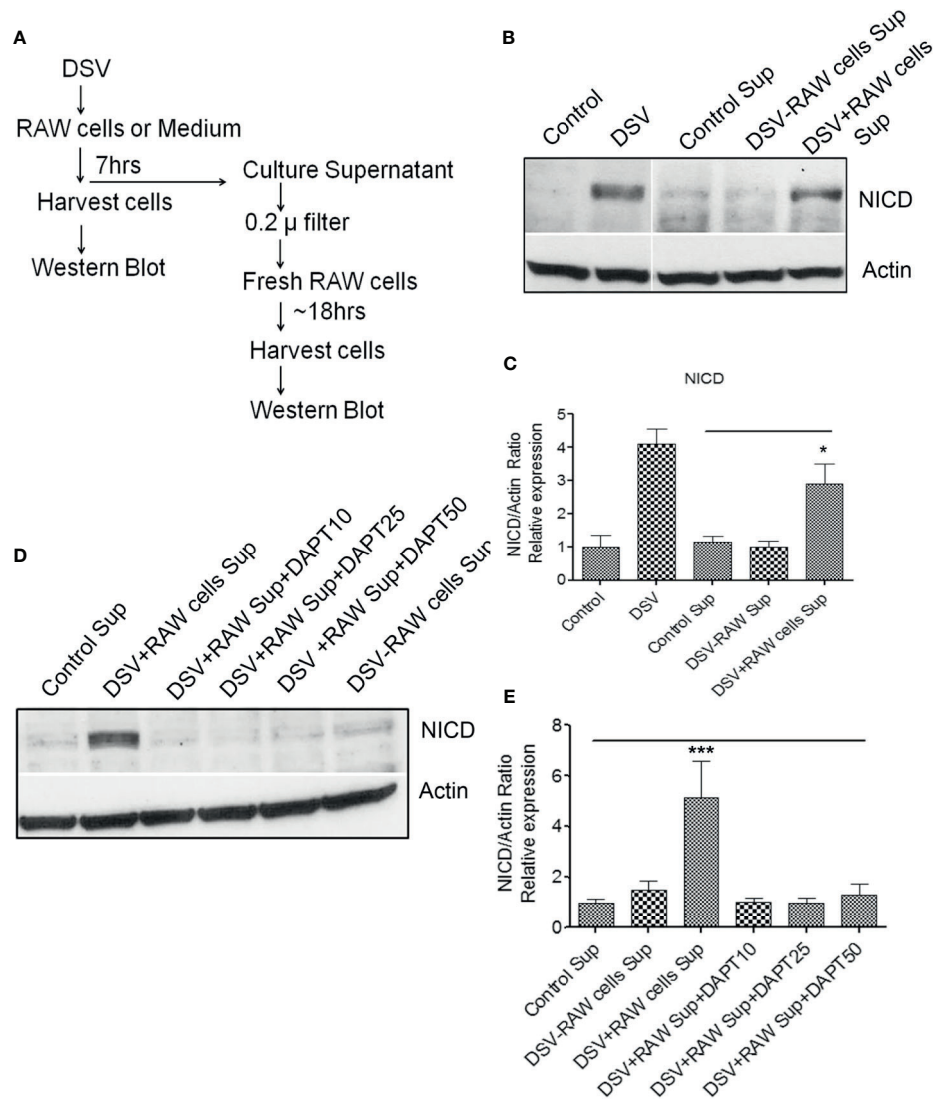 A
DSV
RAW cells or Medium
7hrs
Harvest cells
Western Blot
Culture Supernatant
0.2 µ filter
Fresh RAW cells
~18hrs
Harvest cells
Western Blot
B
Control
DSV
Control Sup
DSV-RAW cells Sup
DSV+RAW cells
Sup
NICD
Actin
C
NICD
NICD/Actin Ratio
Relative expression
5
4
3
2
1
0
*
Control
DSV
Control Sup
DSV-RAW Sup
DSV+RAW cells Sup
D
Control Sup
DSV+RAW cells Sup
DSV+RAW Sup+DAPT10
DSV+RAW Sup+DAPT25
DSV +RAW Sup+DAPT50
DSV-RAW cells Sup
NICD
Actin
E
NICD/Actin Ratio
Relative expression
8
6
4
2
0
***
Control Sup
DSV-RAW cells Sup
DSV+RAW cells Sup
DSV+RAW Sup+DAPT10
DSV+RAW Sup+DAPT25
DSV+RAW Sup+DAPT50